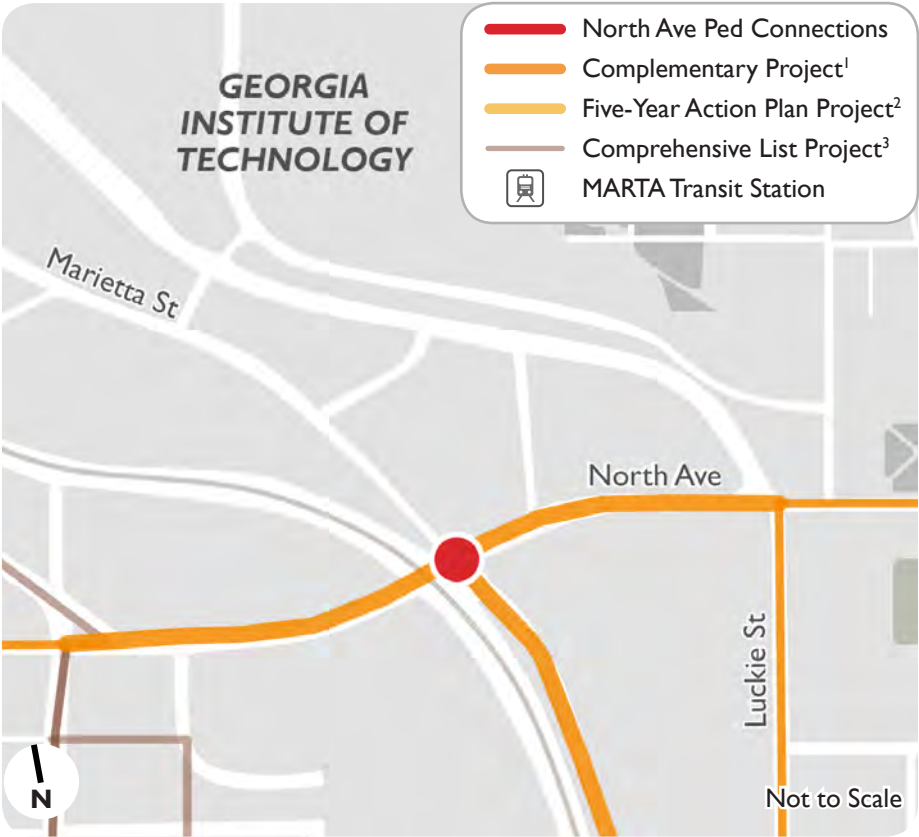 North Ave Ped Connections
Complementary Project¹
Five-Year Action Plan Project²
Comprehensive List Project³
MARTA Transit Station
GEORGIA
INSTITUTE OF
TECHNOLOGY
Marietta St
North Ave
Luckie St
N
Not to Scale